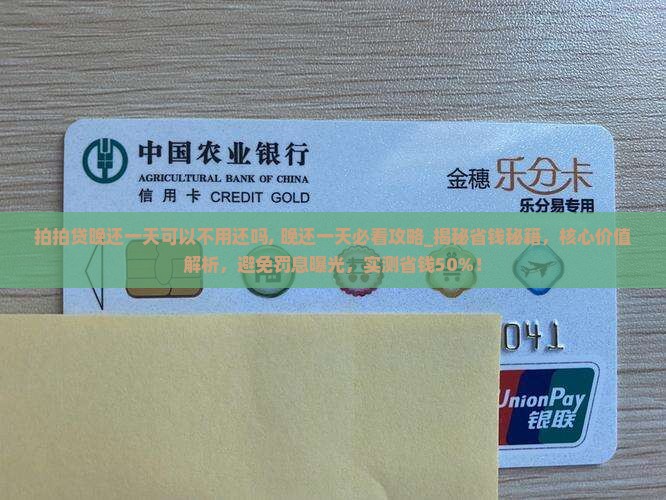 中国农业银行
AGRICULTURAL BANK OF CHINA
信用卡 CREDIT GOLD
金穗 乐分卡
乐分易专用
拍拍贷晚还一天可以不用还吗, 晚还一天必看攻略_揭秘省钱秘籍，核心价值
解析，避免罚息曝光，实测省钱50%！
041
UnionPay
银联